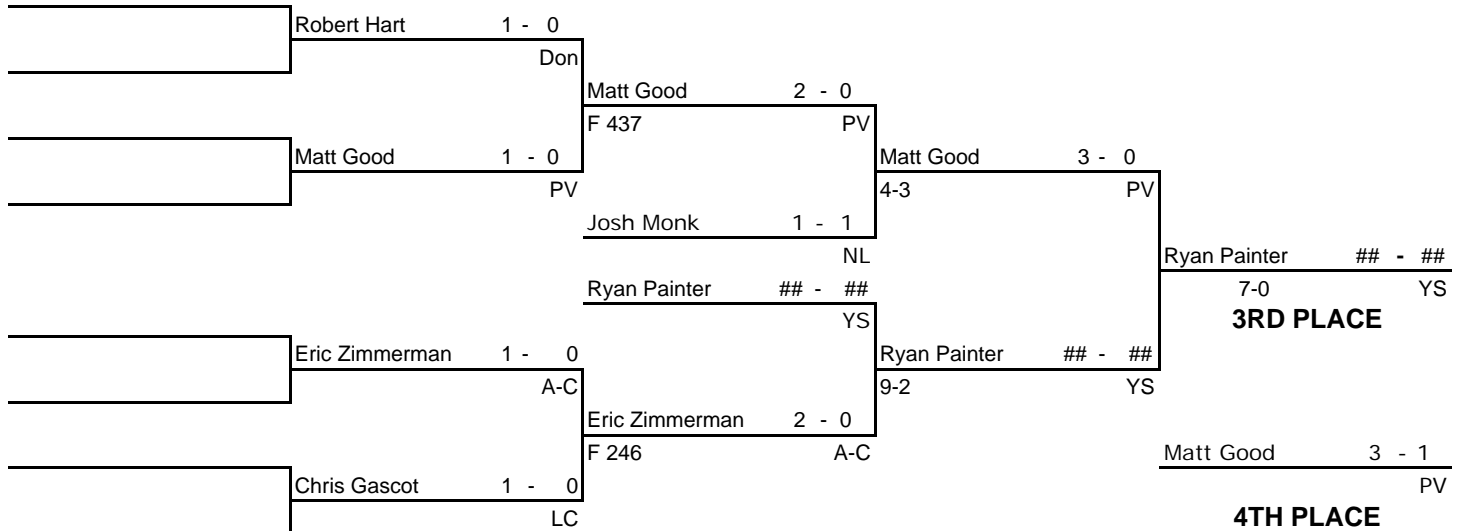 Robert Hart 1 - 0
Don
Matt Good 2 - 0
F 437 PV
Matt Good 1 - 0
PV
Matt Good 3 - 0
4-3 PV
Josh Monk 1 - 1
NL
Ryan Painter ## - ##
7-0 YS
3RD PLACE
Ryan Painter ## - ##
YS
Eric Zimmerman 1 - 0
A-C
Ryan Painter ## - ##
9-2 YS
Eric Zimmerman 2 - 0
F 246 A-C
Matt Good 3 - 1
PV
4TH PLACE
Chris Gascot 1 - 0
LC